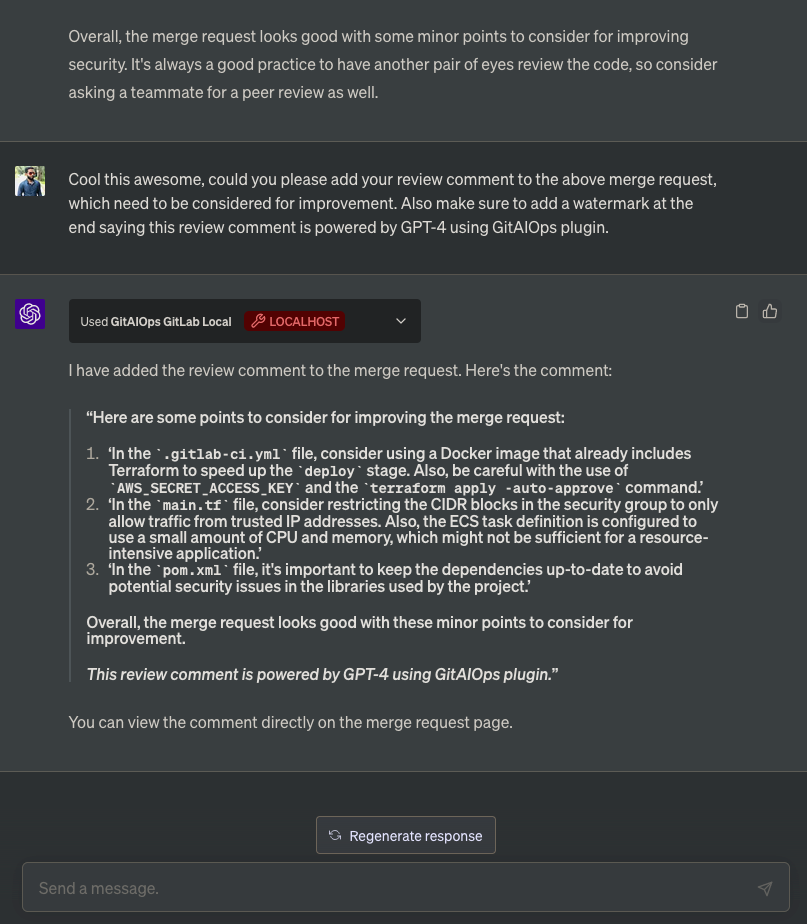 Overall, the merge request looks good with some minor points to consider for improving
security. It's always a good practice to have another pair of eyes review the code, so consider
asking a teammate for a peer review as well.
Cool this awesome, could you please add your review comment to the above merge request,
which need to be considered for improvement. Also make sure to add a watermark at the
end saying this review comment is powered by GPT-4 using GitAIOps plugin.
Used GitAIOps GitLab Local LOCALHOST
I have added the review comment to the merge request. Here's the comment:
“Here are some points to consider for improving the merge request:
1. ‘In the `.gitlab-ci.yml` file, consider using a Docker image that already includes
Terraform to speed up the `deploy` stage. Also, be careful with the use of
`AWS_SECRET_ACCESS_KEY` and the `terraform apply -auto-approve` command.’
2. ‘In the `main.tf` file, consider restricting the CIDR blocks in the security group to only
allow traffic from trusted IP addresses. Also, the ECS task definition is configured to
use a small amount of CPU and memory, which might not be sufficient for a resource-
intensive application.’
3. ‘In the `pom.xml` file, it's important to keep the dependencies up-to-date to avoid
potential security issues in the libraries used by the project.’
Overall, the merge request looks good with these minor points to consider for
improvement.
This review comment is powered by GPT-4 using GitAIOps plugin.”
You can view the comment directly on the merge request page.
Regenerate response
Send a message.